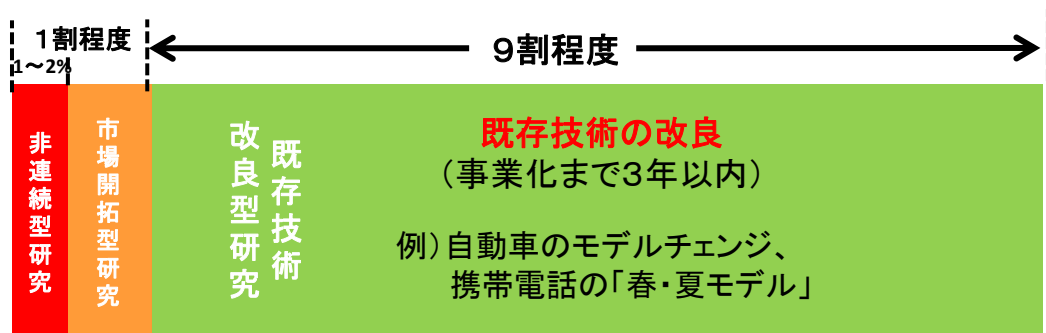 1割程度
9割程度
1～2%
非連続型研究
市場開拓型研究
既存技術
改良型研究
既存技術の改良
（事業化まで3年以内）
例）自動車のモデルチェンジ、
携帯電話の「春・夏モデル」